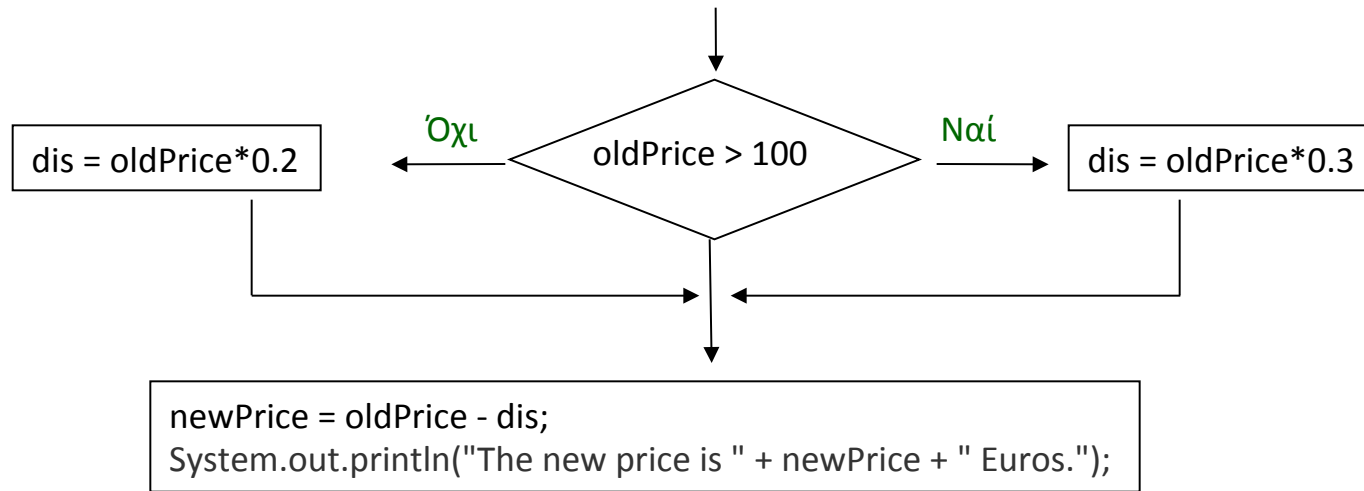 Όχι
Ναί
dis = oldPrice*0.2
oldPrice > 100
dis = oldPrice*0.3
newPrice = oldPrice - dis;
System.out.println("The new price is " + newPrice + " Euros.");